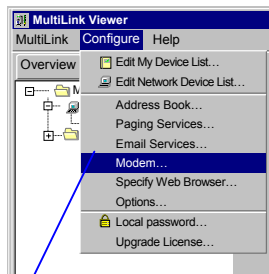 MultiLink Viewer
MultiLink Configure Help
Overview
Edit My Device List...
Edit Network Device List...
Address Book...
Paging Services...
Email Services...
Modem...
Specify Web Browser...
Options...
Local password...
Upgrade License...